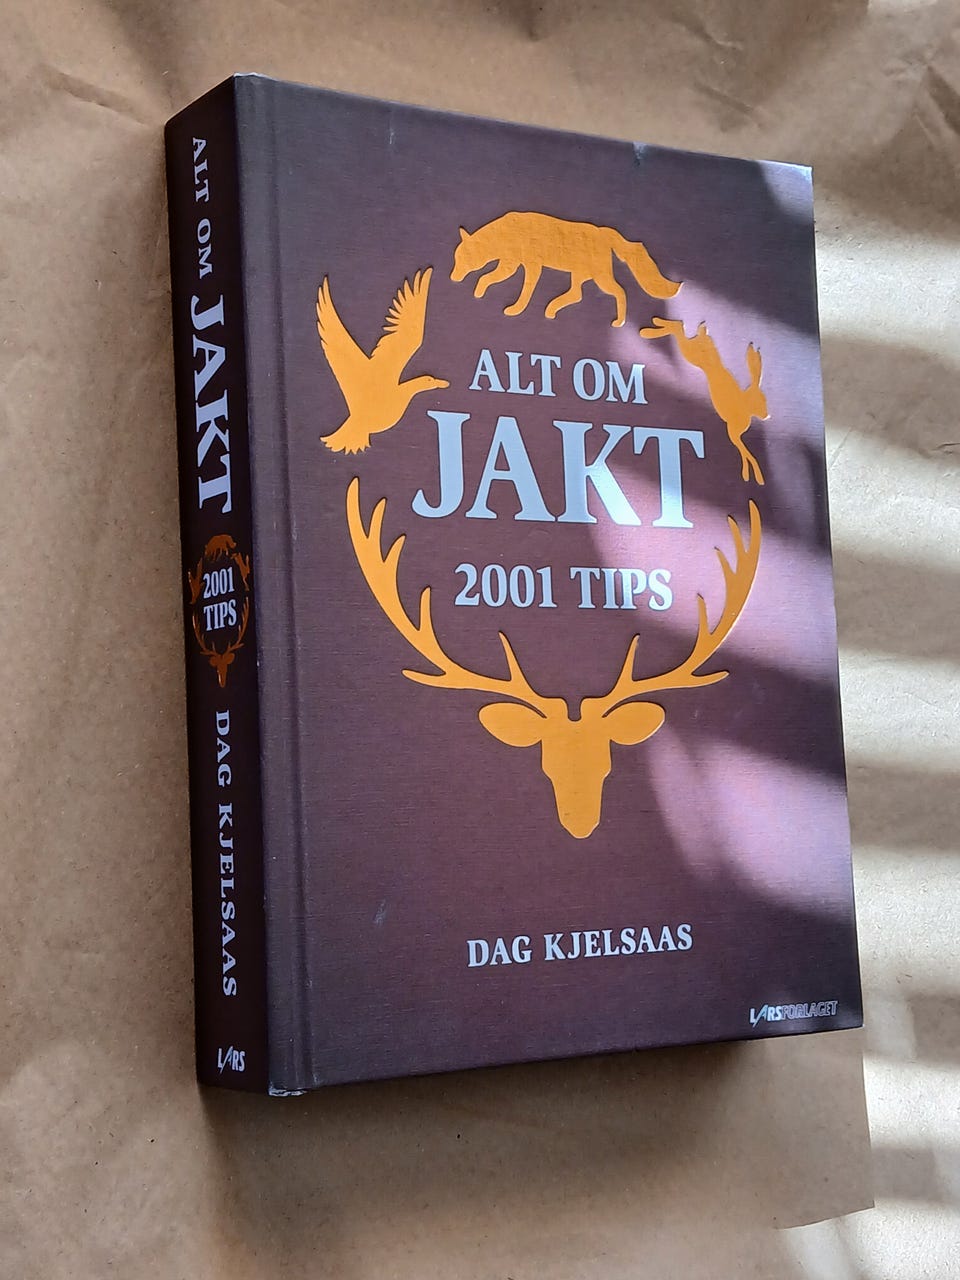 ALT OM
JAKT
2001 TIPS
DAG KJELSAAS
LARSFORLAGET
ALT OM JAKT
2001
TIPS
DAG KJELSAAS
LARS